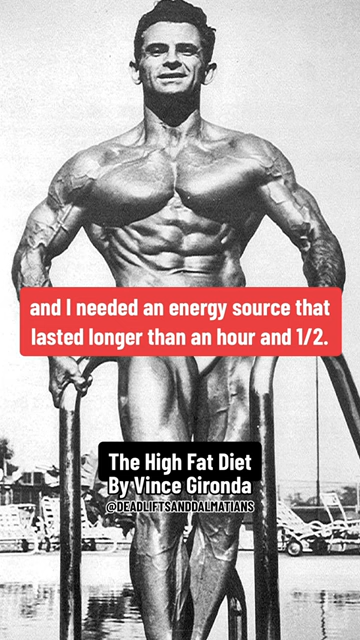 and I needed an energy source that
lasted longer than an hour and 1/2.
The High Fat Diet
By Vince Gironda
@DEADLIFTSANDDALMATIANS